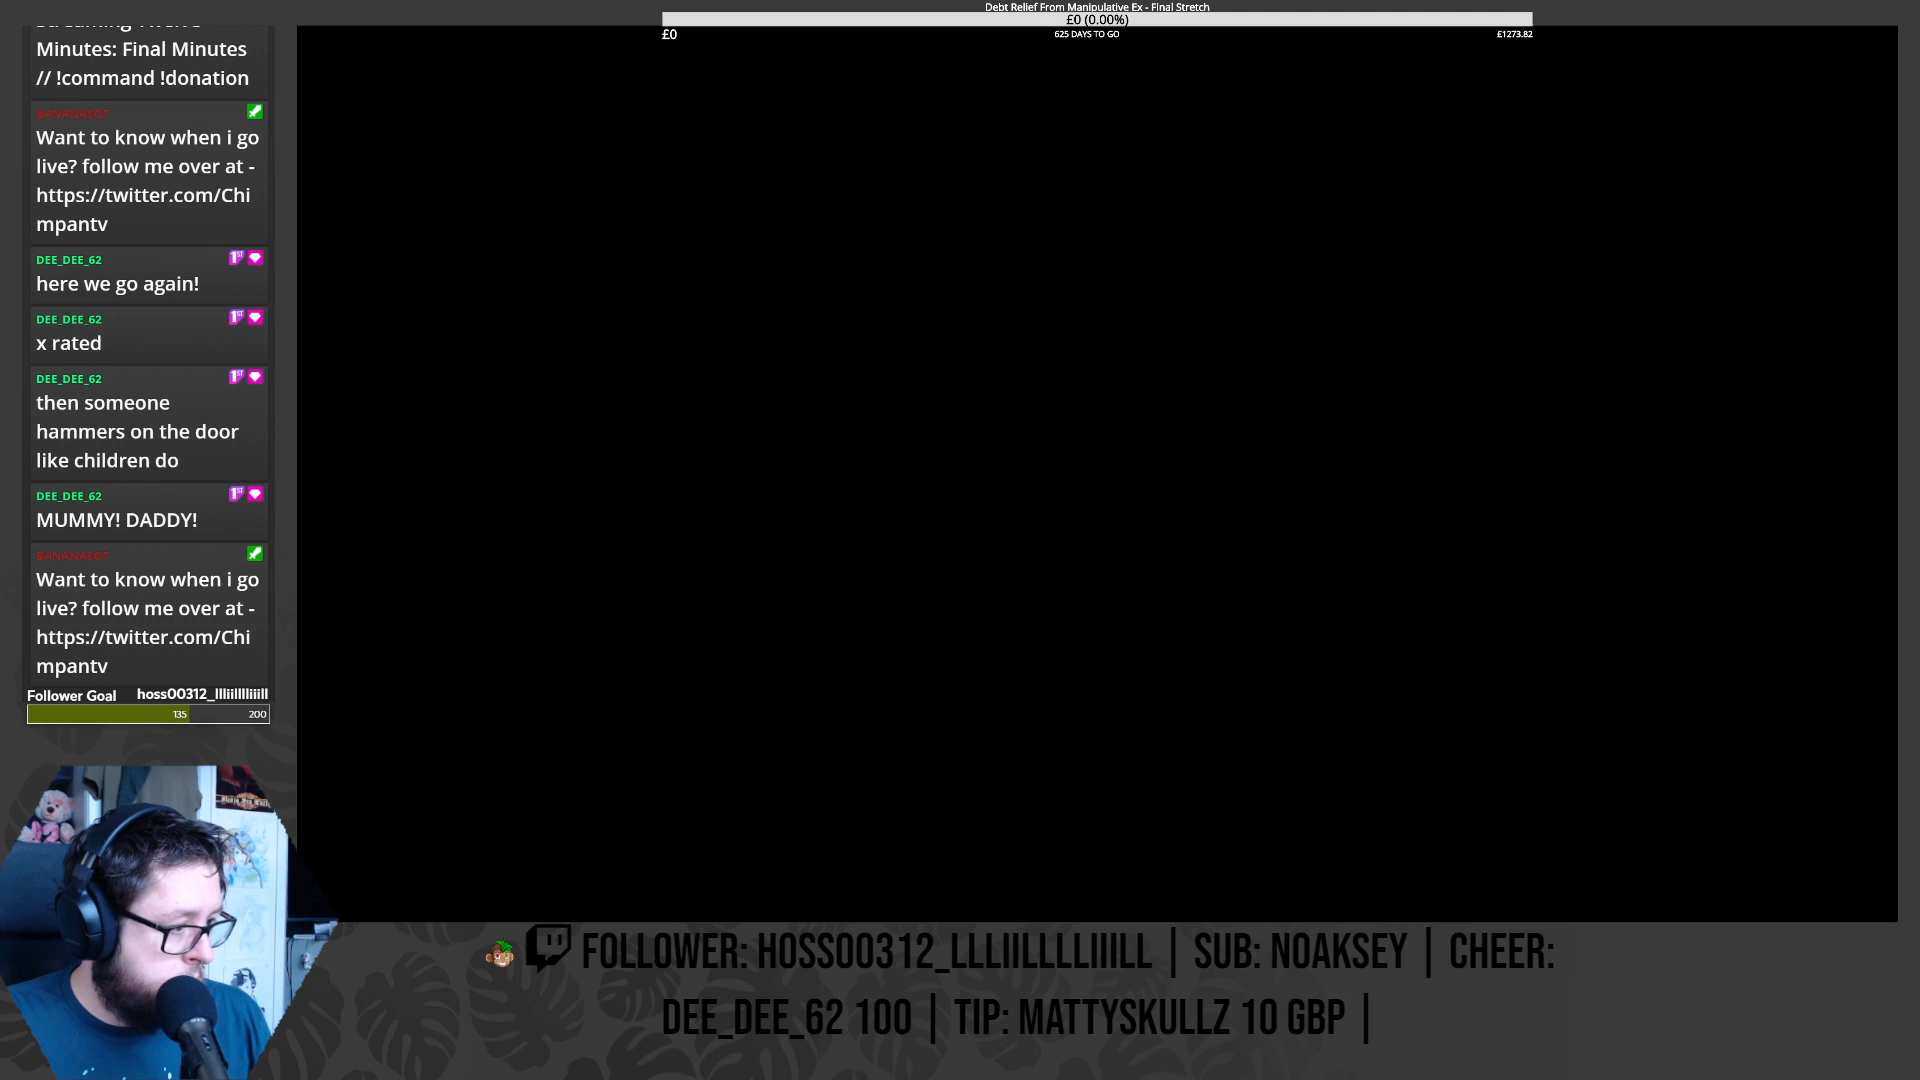 Debt Relief From Manipulative Ex - Final Stretch
£0 (0.00%)
£0
625 DAYS TO GO
£1273.82
Minutes: Final Minutes
// !command !donation
BANANABOT
Want to know when i go
live? follow me over at -
https://twitter.com/Chi
mpantv
DEE_DEE_62
here we go again!
DEE_DEE_62
x rated
DEE_DEE_62
then someone
hammers on the door
like children do
DEE_DEE_62
MUMMY! DADDY!
BANANABOT
Want to know when i go
live? follow me over at -
https://twitter.com/Chi
mpantv
Follower Goal
135
200
FOLLOWER: HOSS00312_LLLIILLLLIIILL | SUB: NOAKSEY | CHEER:
DEE_DEE_62 100 | TIP: MATTYSKULLZ 10 GBP |